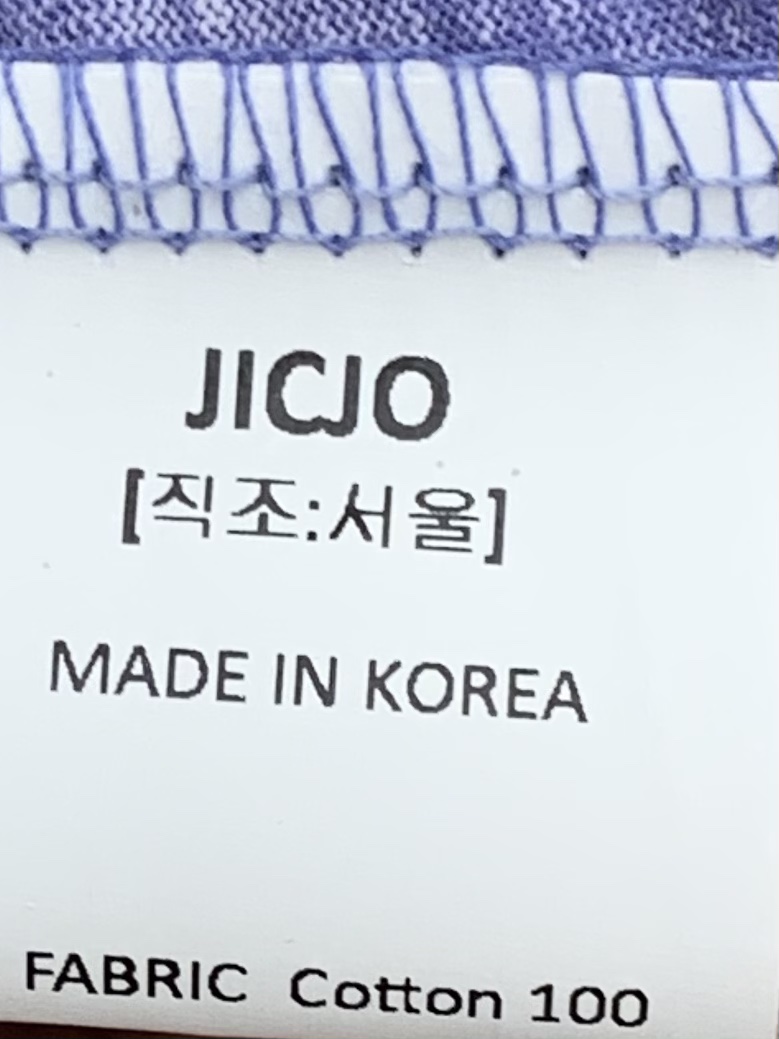 JICJO
[직조:서울]
MADE IN KOREA
FABRIC Cotton 100